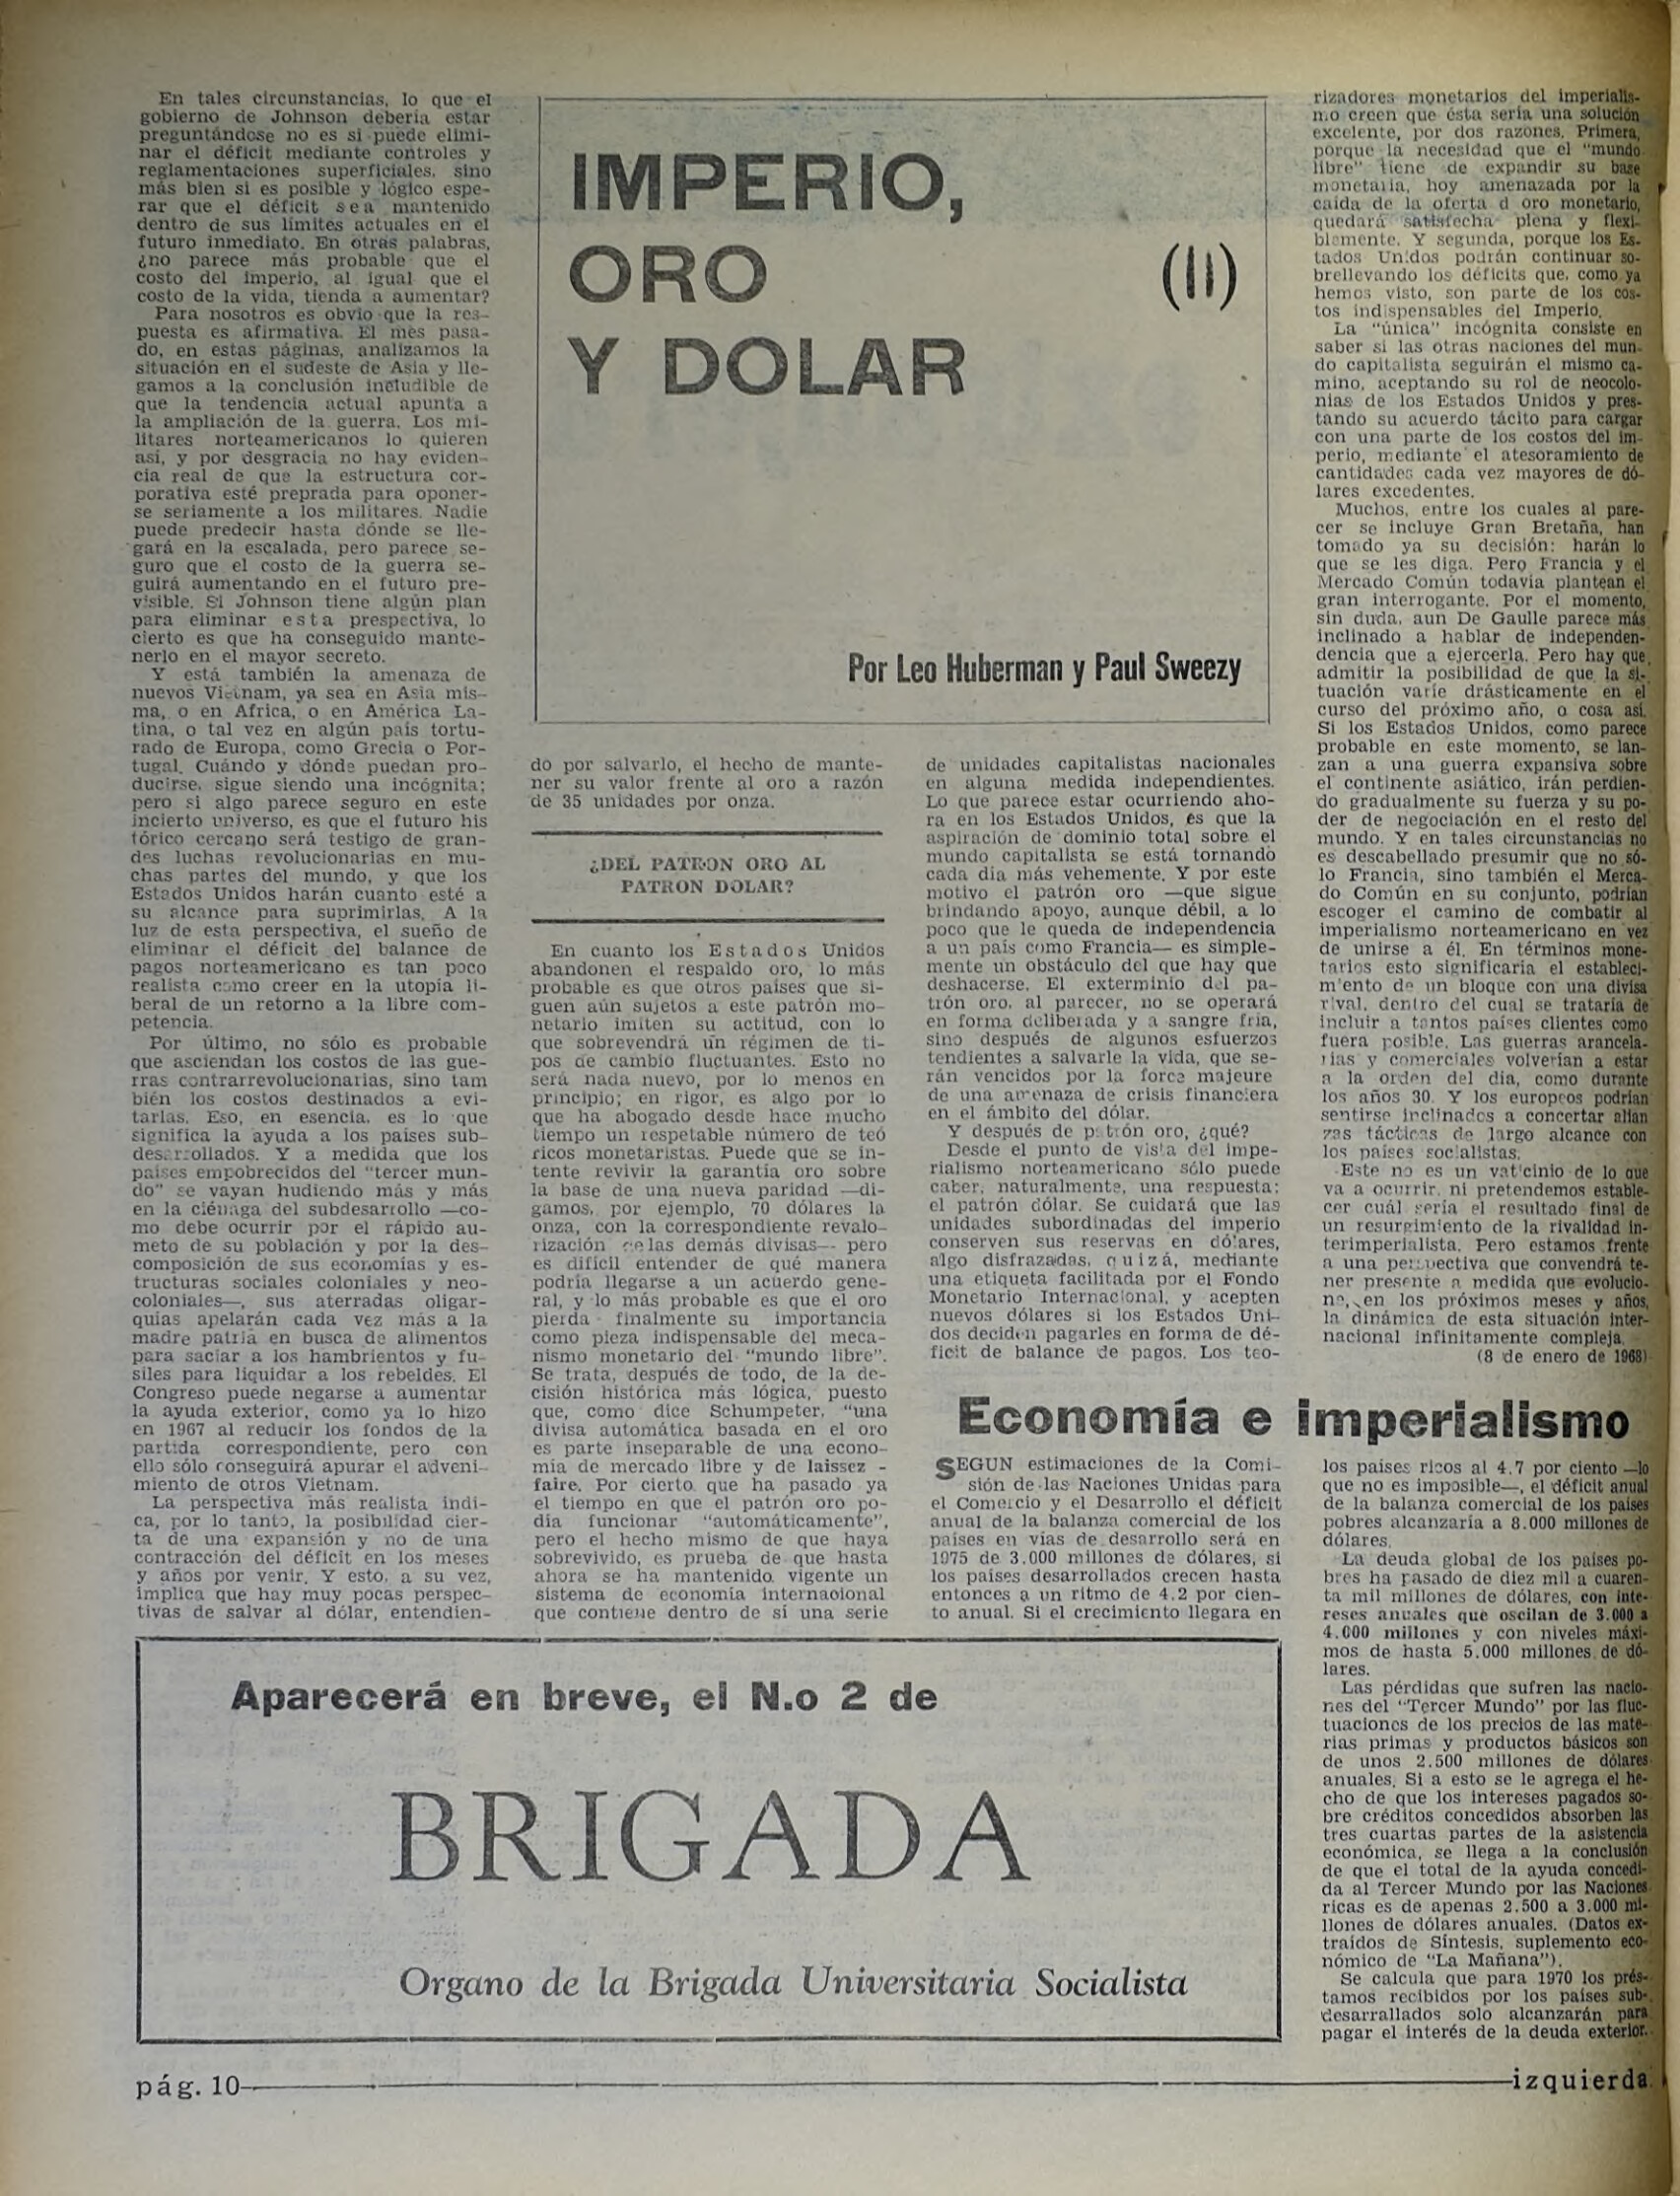 IMPERIO,
ORO
Y DOLAR
(II)
Por Leo Huberman y Paul Sweezy
En tales circunstancias, lo que el
gobierno de Johnson debería estar
preguntándose no es si puede elimi-
nar el déficit mediante controles y
reglamentaciones superficiales, sino
más bien si es posible y lógico espe-
rar que el déficit sea mantenido
dentro de sus límites actuales en el
futuro inmediato. En otras palabras,
¿no parece más probable que el
costo del imperio, al igual que el
costo de la vida, tienda a aumentar?
Para nosotros es obvio que la res-
puesta es afirmativa. El mes pasa-
do, en estas páginas, analizamos la
situación en el sudeste de Asia y lle-
gamos a la conclusión ineludible de
que la tendencia actual apunta a
la ampliación de la guerra. Los mi-
litares norteamericanos lo quieren
así, y por desgracia no hay eviden-
cia real de que la estructura cor-
porativa esté preprada para oponer-
se seriamente a los militares. Nadie
puede predecir hasta dónde se lle-
gará en la escalada, pero parece se-
guro que el costo de la guerra se-
guirá aumentando en el futuro pre-
visible. Si Johnson tiene algún plan
para eliminar esta prespectiva, lo
cierto es que ha conseguido mante-
nerlo en el mayor secreto.
Y está también la amenaza de
nuevos Vietnam, ya sea en Asia mis-
ma, o en Africa, o en América La-
tina, o tal vez en algún país tortu-
rado de Europa, como Grecia o Por-
tugal. Cuándo y dónde puedan pro-
ducirse, sigue siendo una incógnita;
pero si algo parece seguro en este
incierto universo, es que el futuro his
tórico cercano será testigo de gran-
des luchas revolucionarias en mu-
chas partes del mundo, y que los
Estados Unidos harán cuanto esté a
su alcance para suprimirlas. A la
luz de esta perspectiva, el sueño de
eliminar el déficit del balance de
pagos norteamericano es tan poco
realista como creer en la utopía li-
beral de un retorno a la libre com-
petencia.
Por último, no sólo es probable
que asciendan los costos de las gue-
rras contrarrevolucionarias, sino tam
bién los costos destinados a evi-
tarlas. Eso, en esencia, es lo que
significa la ayuda a los países sub-
desarrollados. Y a medida que los
países empobrecidos del "tercer mun-
do" se vayan hudiendo más y más
en la ciénaga del subdesarrollo —co-
mo debe ocurrir por el rápido au-
meto de su población y por la des-
composición de sus economías y es-
tructuras sociales coloniales y neo-
coloniales—, sus aterradas oligar-
quías apelarán cada vez más a la
madre patria en busca de alimentos
para saciar a los hambrientos y fu-
siles para liquidar a los rebeldes. El
Congreso puede negarse a aumentar
la ayuda exterior, como ya lo hizo
en 1967 al reducir los fondos de la
partida correspondiente, pero con
ello sólo conseguirá apurar el adveni-
miento de otros Vietnam.
La perspectiva más realista indi-
ca, por lo tanto, la posibilidad cier-
ta de una expansión y no de una
contracción del déficit en los meses
y años por venir. Y esto, a su vez,
implica que hay muy pocas perspec-
tivas de salvar al dólar, entendien-
do por salvarlo, el hecho de mante-
ner su valor frente al oro a razón
de 35 unidades por onza.
¿DEL PATRON ORO AL
PATRON DOLAR?
En cuanto los Estados Unidos
abandonen el respaldo oro, lo más
probable es que otros países que si-
guen aún sujetos a este patrón mo-
netario imiten su actitud, con lo
que sobrevendrá un régimen de ti-
pos de cambio fluctuantes. Esto no
será nada nuevo, por lo menos en
principio; en rigor, es algo por lo
que ha abogado desde hace mucho
tiempo un respetable número de teó
ricos monetaristas. Puede que se in-
tente revivir la garantía oro sobre
la base de una nueva paridad —di-
gamos, por ejemplo, 70 dólares la
onza, con la correspondiente revalo-
rización de las demás divisas— pero
es difícil entender de qué manera
podría llegarse a un acuerdo gene-
ral, y lo más probable es que el oro
pierda finalmente su importancia
como pieza indispensable del meca-
nismo monetario del "mundo libre".
Se trata, después de todo, de la de-
cisión histórica más lógica, puesto
que, como dice Schumpeter, "una
divisa automática basada en el oro
es parte inseparable de una econo-
mía de mercado libre y de laissez -
faire. Por cierto que ha pasado ya
el tiempo en que el patrón oro po-
día funcionar "automáticamente",
pero el hecho mismo de que haya
sobrevivido, es prueba de que hasta
ahora se ha mantenido vigente un
sistema de economía internacional
que contiene dentro de sí una serie
de unidades capitalistas nacionales
en alguna medida independientes.
Lo que parece estar ocurriendo aho-
ra en los Estados Unidos, es que la
aspiración de dominio total sobre el
mundo capitalista se está tornando
cada día más vehemente. Y por este
motivo el patrón oro —que sigue
brindando apoyo, aunque débil, a lo
poco que le queda de independencia
a un país como Francia— es simple-
mente un obstáculo del que hay que
deshacerse. El exterminio del pa-
trón oro, al parecer, no se operará
en forma deliberada y a sangre fría,
sino después de algunos esfuerzos
tendientes a salvarle la vida, que se-
rán vencidos por la force majeure
de una amenaza de crisis financiera
en el ámbito del dólar.
Y después de patrón oro, ¿qué?
Desde el punto de vista del impe-
rialismo norteamericano sólo puede
caber, naturalmente, una respuesta:
el patrón dólar. Se cuidará que las
unidades subordinadas del imperio
conserven sus reservas en dólares,
algo disfrazadas, quizá, mediante
una etiqueta facilitada por el Fondo
Monetario Internacional, y acepten
nuevos dólares si los Estados Uni-
dos deciden pagarles en forma de dé-
ficit de balance de pagos. Los teo-
rizadores monetarios del imperialis-
mo creen que ésta sería una solución
excelente, por dos razones. Primera,
porque la necesidad que el "mundo
libre" tiene de expandir su base
monetaria, hoy amenazada por la
caída de la oferta d oro monetario,
quedará satisfecha plena y flexi-
blemente. Y segunda, porque los Es-
tados Unidos podrán continuar so-
brellevando los déficits que, como ya
hemos visto, son parte de los cos-
tos indispensables del Imperio.
La "única" incógnita consiste en
saber si las otras naciones del mun-
do capitalista seguirán el mismo ca-
mino, aceptando su rol de neocolo-
nias de los Estados Unidos y pres-
tando su acuerdo tácito para cargar
con una parte de los costos del im-
perio, mediante el atesoramiento de
cantidades cada vez mayores de dó-
lares excedentes.
Muchos, entre los cuales al pare-
cer se incluye Gran Bretaña, han
tomado ya su decisión: harán lo
que se les diga. Pero Francia y el
Mercado Común todavía plantean el
gran interrogante. Por el momento,
sin duda, aun De Gaulle parece más
inclinado a hablar de independen-
dencia que a ejercerla. Pero hay que
admitir la posibilidad de que la si-
tuación varíe drásticamente en el
curso del próximo año, o cosa así.
Si los Estados Unidos, como parece
probable en este momento, se lan-
zan a una guerra expansiva sobre
el continente asiático, irán perdien-
do gradualmente su fuerza y su po-
der de negociación en el resto del
mundo. Y en tales circunstancias no
es descabellado presumir que no só-
lo Francia, sino también el Merca-
do Común en su conjunto, podrían
escoger el camino de combatir al
imperialismo norteamericano en vez
de unirse a él. En términos mone-
tarios esto significaría el estableci-
miento de un bloque con una divisa
rival, dentro del cual se trataría de
incluir a tantos países clientes como
fuera posible. Las guerras arancela-
rias y comerciales volverían a estar
a la orden del día, como durante
los años 30. Y los europeos podrían
sentirse inclinados a concertar alian
zas tácticas de largo alcance con
los países socialistas.
Este no es un vaticinio de lo que
va a ocurrir, ni pretendemos estable-
cer cuál sería el resultado final de
un resurgimiento de la rivalidad in-
terimperialista. Pero estamos frente
a una perspectiva que convendrá te-
ner presente a medida que evolucio-
na, en los próximos meses y años,
la dinámica de esta situación inter-
nacional infinitamente compleja.
(8 de enero de 1968)
Economía e imperialismo
SEGUN estimaciones de la Comi-
sión de las Naciones Unidas para
el Comercio y el Desarrollo el déficit
anual de la balanza comercial de los
países en vías de desarrollo será en
1975 de 3.000 millones de dólares, si
los países desarrollados crecen hasta
entonces a un ritmo de 4.2 por cien-
to anual. Si el crecimiento llegara en
los países ricos al 4.7 por ciento —lo
que no es imposible—, el déficit anual
de la balanza comercial de los países
pobres alcanzaría a 8.000 millones de
dólares.
La deuda global de los países po-
bres ha pasado de diez mil a cuaren-
ta mil millones de dólares, con inte-
reses anuales que oscilan de 3.000 a
4.000 millones y con niveles máxi-
mos de hasta 5.000 millones de dó-
lares.
Las pérdidas que sufren las nacio-
nes del "Tercer Mundo" por las fluc-
tuaciones de los precios de las mate-
rias primas y productos básicos son
de unos 2.500 millones de dólares
anuales. Si a esto se le agrega el he-
cho de que los intereses pagados so-
bre créditos concedidos absorben las
tres cuartas partes de la asistencia
económica, se llega a la conclusión
de que el total de la ayuda concedi-
da al Tercer Mundo por las Naciones
ricas es de apenas 2.500 a 3.000 mi-
llones de dólares anuales. (Datos ex-
traídos de Síntesis, suplemento eco-
nómico de "La Mañana").
Se calcula que para 1970 los prés-
tamos recibidos por los países sub-
desarrallados solo alcanzarán para
pagar el interés de la deuda exterior.
Aparecerá en breve, el N.o 2 de
BRIGADA
Organo de la Brigada Universitaria Socialista
pág. 10
izquierda